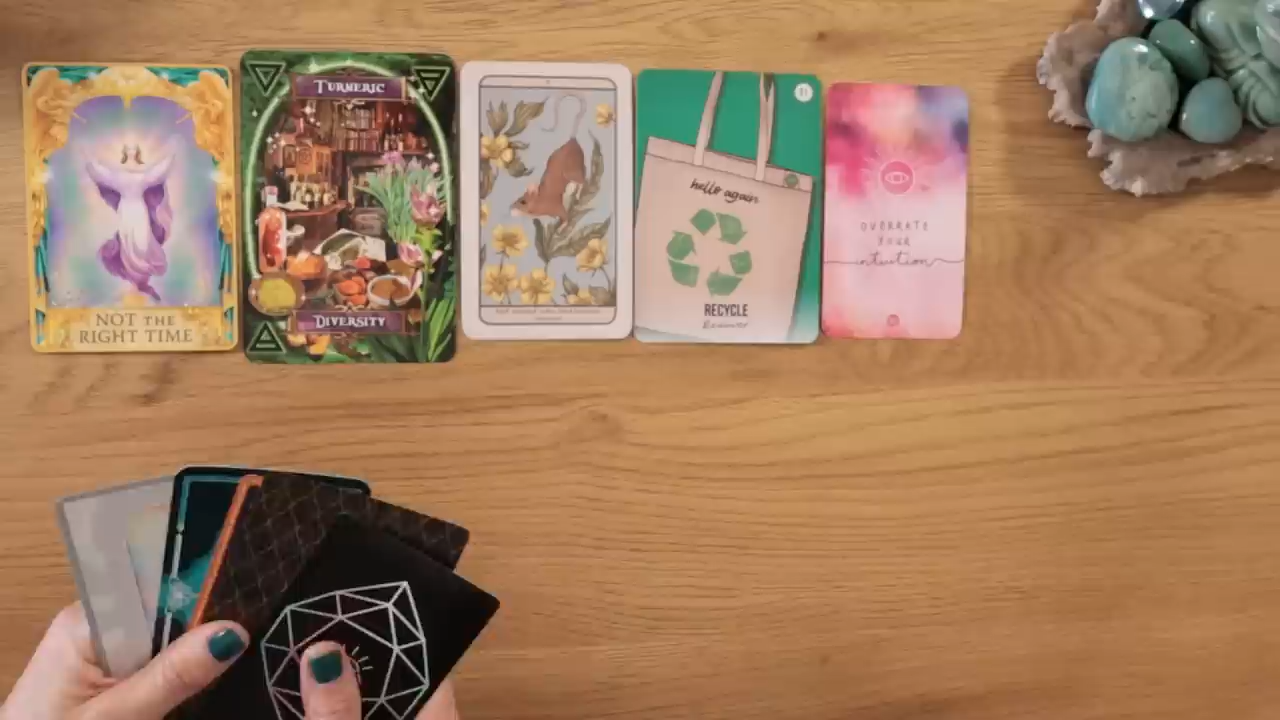 NOT THE
RIGHT TIME
TURMERIC
DIVERSITY
hello again
RECYCLE
OVERRATE
YOUR
intuition